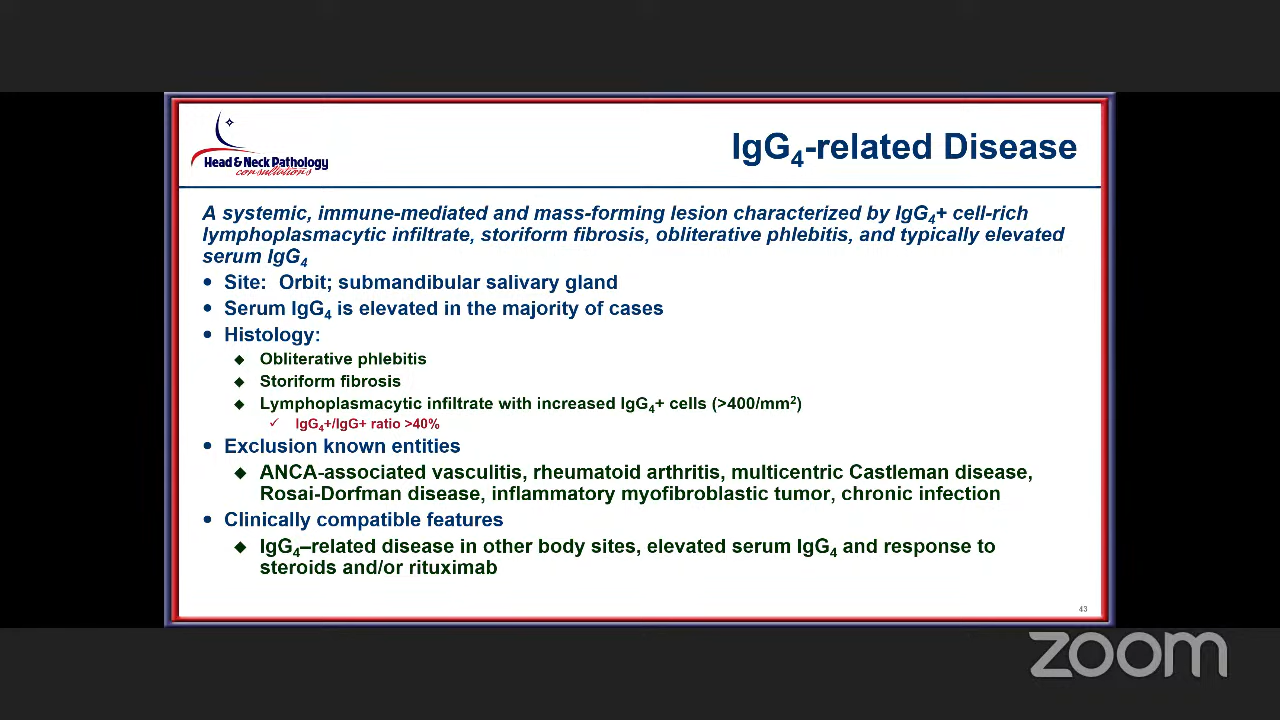 Head & Neck Pathology
consultations
IgG₄-related Disease
A systemic, immune-mediated and mass-forming lesion characterized by IgG₄+ cell-rich
lymphoplasmacytic infiltrate, storiform fibrosis, obliterative phlebitis, and typically elevated
serum IgG₄
• Site: Orbit; submandibular salivary gland
• Serum IgG₄ is elevated in the majority of cases
• Histology:
◆ Obliterative phlebitis
◆ Storiform fibrosis
◆ Lymphoplasmacytic infiltrate with increased IgG₄+ cells (>400/mm²)
✓ IgG₄+/IgG+ ratio >40%
• Exclusion known entities
◆ ANCA-associated vasculitis, rheumatoid arthritis, multicentric Castleman disease,
Rosai-Dorfman disease, inflammatory myofibroblastic tumor, chronic infection
• Clinically compatible features
◆ IgG₄–related disease in other body sites, elevated serum IgG₄ and response to
steroids and/or rituximab
43
zoom